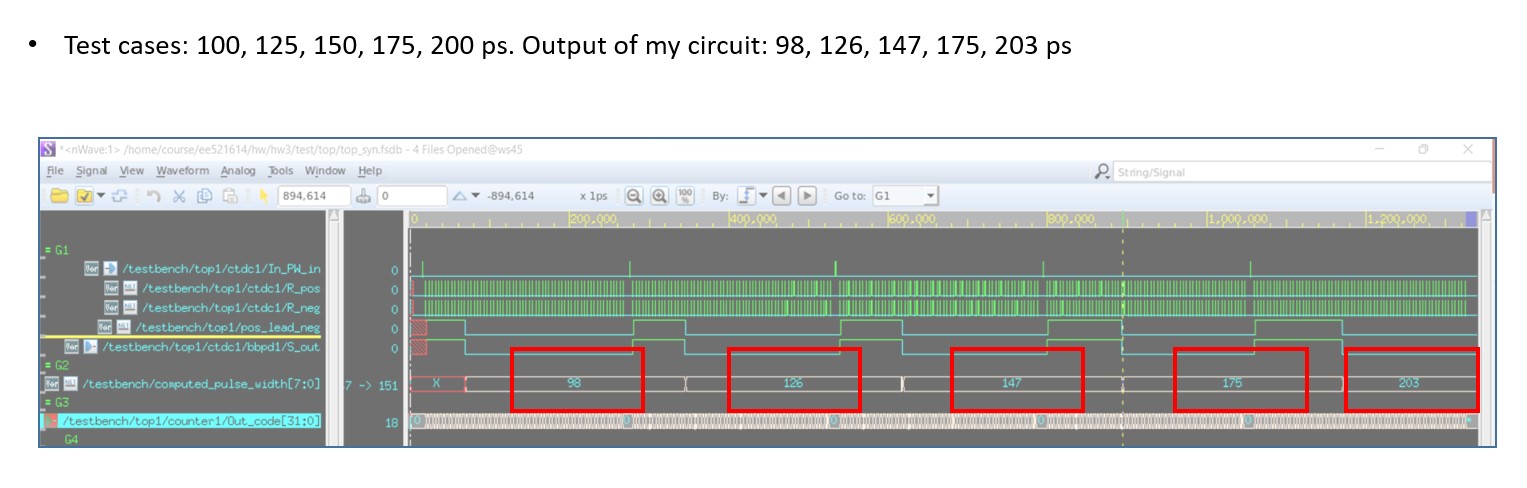 • Test cases: 100, 125, 150, 175, 200 ps. Output of my circuit: 98, 126, 147, 175, 203 ps
*<nWave:1> /home/course/ee521614/hw/hw3/test/top/top_syn.fsdb - 4 Files Opened@ws45
File Signal View Waveform Analog Tools Window Help String/Signal
894,614 0 -894,614 x 1ps 100 % By: Go to: G1
0 200,000 400,000 600,000 800,000 1,000,000 1,200,000
= G1
/testbench/top1/ctdc1/In_PW_in 0
/testbench/top1/ctdc1/R_pos 0
/testbench/top1/ctdc1/R_neg 0
/testbench/top1/pos_lead_neg 0
/testbench/top1/ctdc1/bbpd1/S_out 0
= G2
/testbench/computed_pulse_width[7:0] 7 -> 151 X 98 126 147 175 203
= G3
/testbench/top1/counter1/Out_code[31:0] 18 0 0 0 0 0
G4